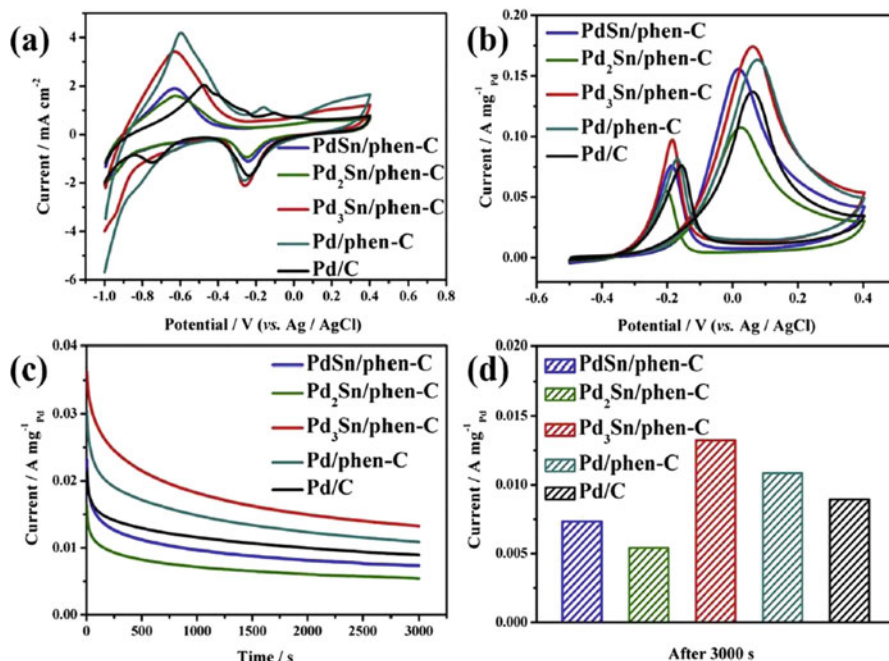 (a)
Current / mA cm⁻²
4
2
0
-2
-4
-6
-1.0 -0.8 -0.6 -0.4 -0.2 0.0 0.2 0.4 0.6 0.8
Potential / V (vs. Ag / AgCl)
PdSn/phen-C
Pd₂Sn/phen-C
Pd₃Sn/phen-C
Pd/phen-C
Pd/C
(b)
Current / A mg⁻¹Pd
0.20
0.15
0.10
0.05
0.00
-0.6 -0.4 -0.2 0.0 0.2 0.4
Potential / V (vs. Ag / AgCl)
PdSn/phen-C
Pd₂Sn/phen-C
Pd₃Sn/phen-C
Pd/phen-C
Pd/C
(c)
Current / A mg⁻¹Pd
0.04
0.03
0.02
0.01
0.00
0 500 1000 1500 2000 2500 3000
Time / s
PdSn/phen-C
Pd₂Sn/phen-C
Pd₃Sn/phen-C
Pd/phen-C
Pd/C
(d)
Current / A mg⁻¹Pd
0.020
0.015
0.010
0.005
0.000
After 3000 s
PdSn/phen-C
Pd₂Sn/phen-C
Pd₃Sn/phen-C
Pd/phen-C
Pd/C